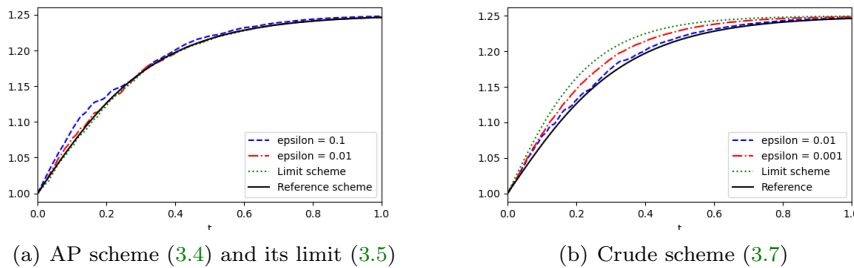 1.25
1.20
1.15
1.10
1.05
1.00
0.0
0.2
0.4
0.6
0.8
1.0
t
epsilon = 0.1
epsilon = 0.01
Limit scheme
Reference scheme
(a) AP scheme (3.4) and its limit (3.5)
1.25
1.20
1.15
1.10
1.05
1.00
0.0
0.2
0.4
0.6
0.8
1.0
t
epsilon = 0.01
epsilon = 0.001
Limit scheme
Reference
(b) Crude scheme (3.7)